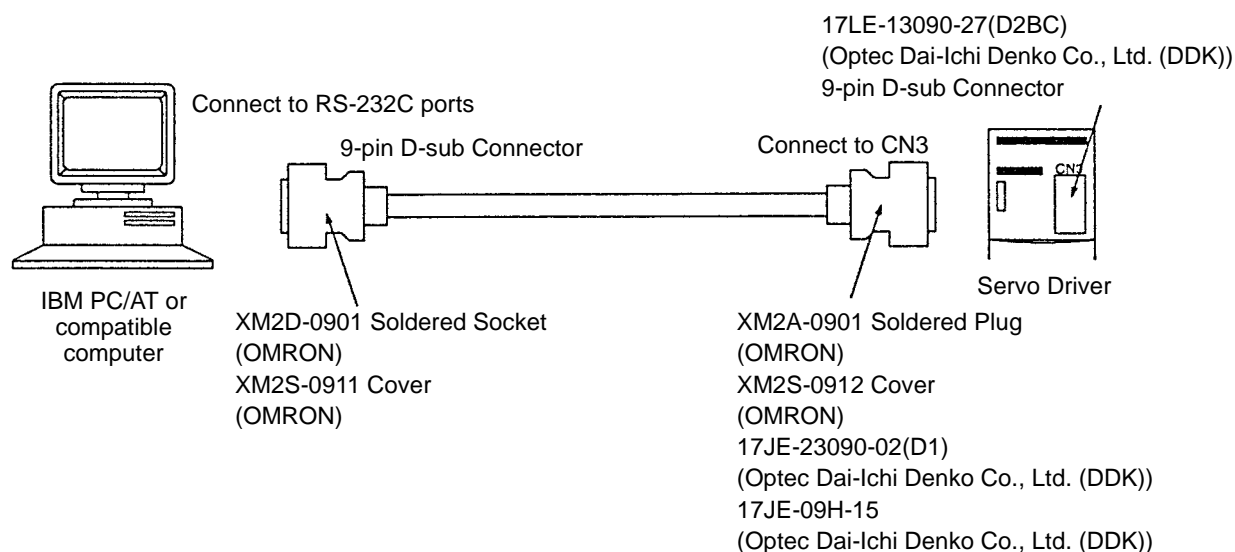 17LE-13090-27(D2BC)
(Optec Dai-Ichi Denko Co., Ltd. (DDK))
9-pin D-sub Connector
Connect to RS-232C ports
9-pin D-sub Connector
Connect to CN3
CN3
IBM PC/AT or
compatible
computer
Servo Driver
XM2D-0901 Soldered Socket
(OMRON)
XM2S-0911 Cover
(OMRON)
XM2A-0901 Soldered Plug
(OMRON)
XM2S-0912 Cover
(OMRON)
17JE-23090-02(D1)
(Optec Dai-Ichi Denko Co., Ltd. (DDK))
17JE-09H-15
(Optec Dai-Ichi Denko Co., Ltd. (DDK))